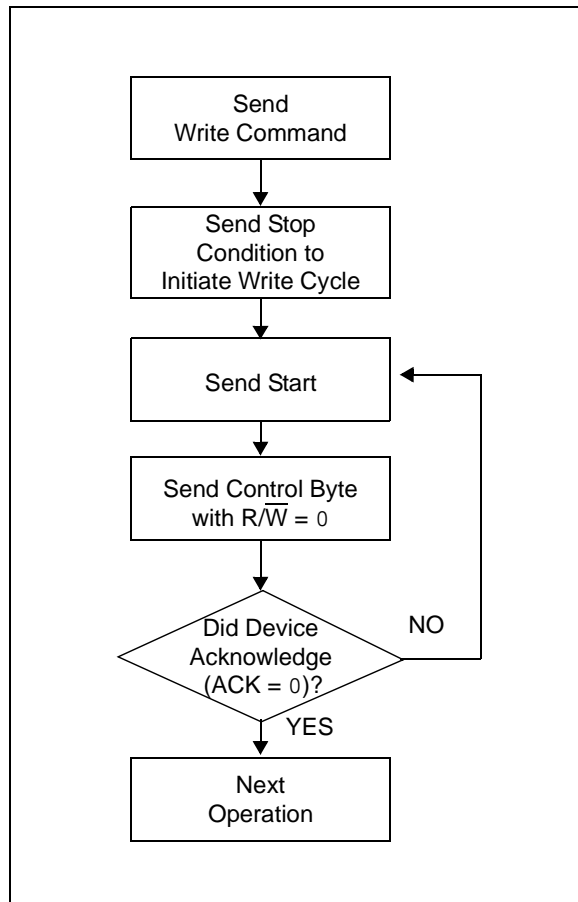 Send
Write Command
Send Stop
Condition to
Initiate Write Cycle
Send Start
Send Control Byte
with R/W̅ = 0
Did Device
Acknowledge
(ACK = 0)?
NO
YES
Next
Operation